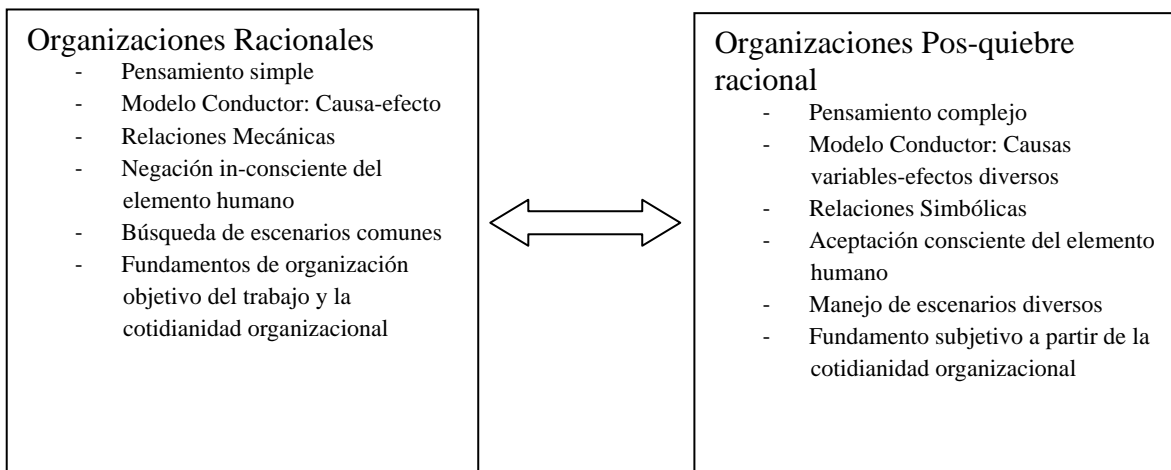 Organizaciones Racionales
- Pensamiento simple
- Modelo Conductor: Causa-efecto
- Relaciones Mecánicas
- Negación in-consciente del
elemento humano
- Búsqueda de escenarios comunes
- Fundamentos de organización
objetivo del trabajo y la
cotidianidad organizacional
Organizaciones Pos-quiebre
racional
- Pensamiento complejo
- Modelo Conductor: Causas
variables-efectos diversos
- Relaciones Simbólicas
- Aceptación consciente del elemento
humano
- Manejo de escenarios diversos
- Fundamento subjetivo a partir de la
cotidianidad organizacional